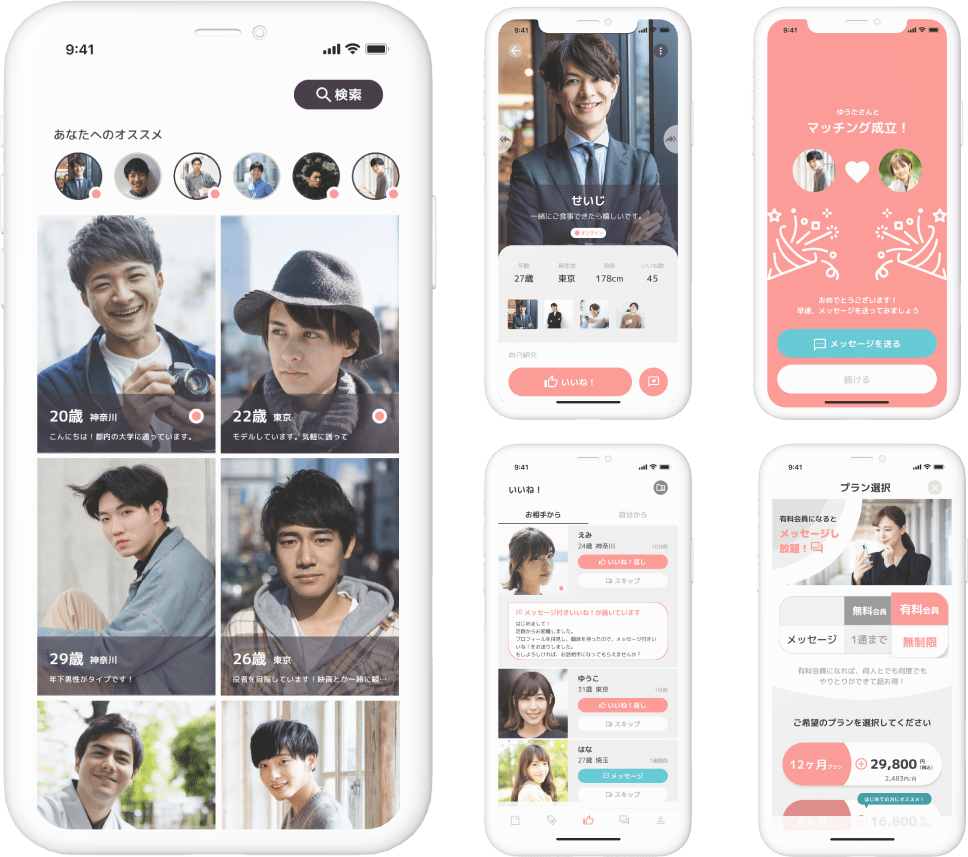 9:41
検索
あなたへのオススメ
20歳 神奈川
こんにちは!都内の大学に通っています。
22歳 東京
モデルしています。気軽に誘って
29歳 神奈川
年下男性がタイプです!
26歳 東京
役者を目指しています!映画とか一緒に観…
9:41
せいじ
一緒にご食事できたら嬉しいです。
オンライン
年齢 居住地 身長 いいね数
27歳 東京 178cm 45
自己紹介
いいね!
9:41
ゆうたさんと
マッチング成立!
おめでとうございます!
早速、メッセージを送ってみましょう
メッセージを送る
続ける
9:41
いいね!
お相手から 自分から
えみ
24歳 神奈川
いいね!返し
スキップ
メッセージ付きいいね!が届いています
はじめまして!
足跡からお邪魔しました。
プロフィールを拝見し、興味を持ったので、メッセージ付きい
いね!をお送りしました。
もしよろしければ、お話相手になってもらえませんか?
ゆうこ
31歳 東京 1日前
いいね!返し
スキップ
はな
27歳 埼玉 1週間前
メッセージ
スキップ
9:41
プラン選択
有料会員になると
メッセージし
放題!
無料会員 有料会員
メッセージ 1通まで 無制限
有料会員になれば、何人とでも何度でも
やりとりができて超お得!
ご希望のプランを選択してください
12ヶ月プラン 29,800円(税込)
2,483円/月
はじめての方にオススメ!
6ヶ月 16,800